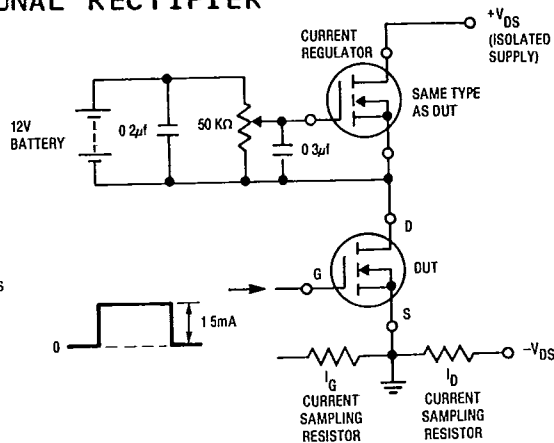 RECTIFIER
+VDS
(ISOLATED
SUPPLY)
CURRENT
REGULATOR
SAME TYPE
AS DUT
12V
BATTERY
0 2µf
50 KΩ
0 3µf
D
DUT
G
S
0
1 5mA
-VDS
IG
CURRENT
SAMPLING
RESISTOR
ID
CURRENT
SAMPLING
RESISTOR